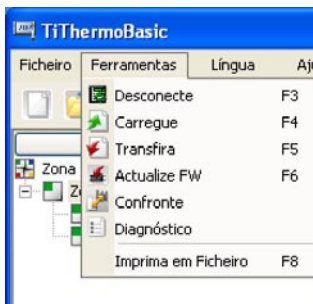 TiThermoBasic
Ficheiro Ferramentas Língua
Desconecte F3
Carregue F4
Transfira F5
Actualize FW F6
Confronte
Diagnóstico
Imprima em Ficheiro F8
Zona